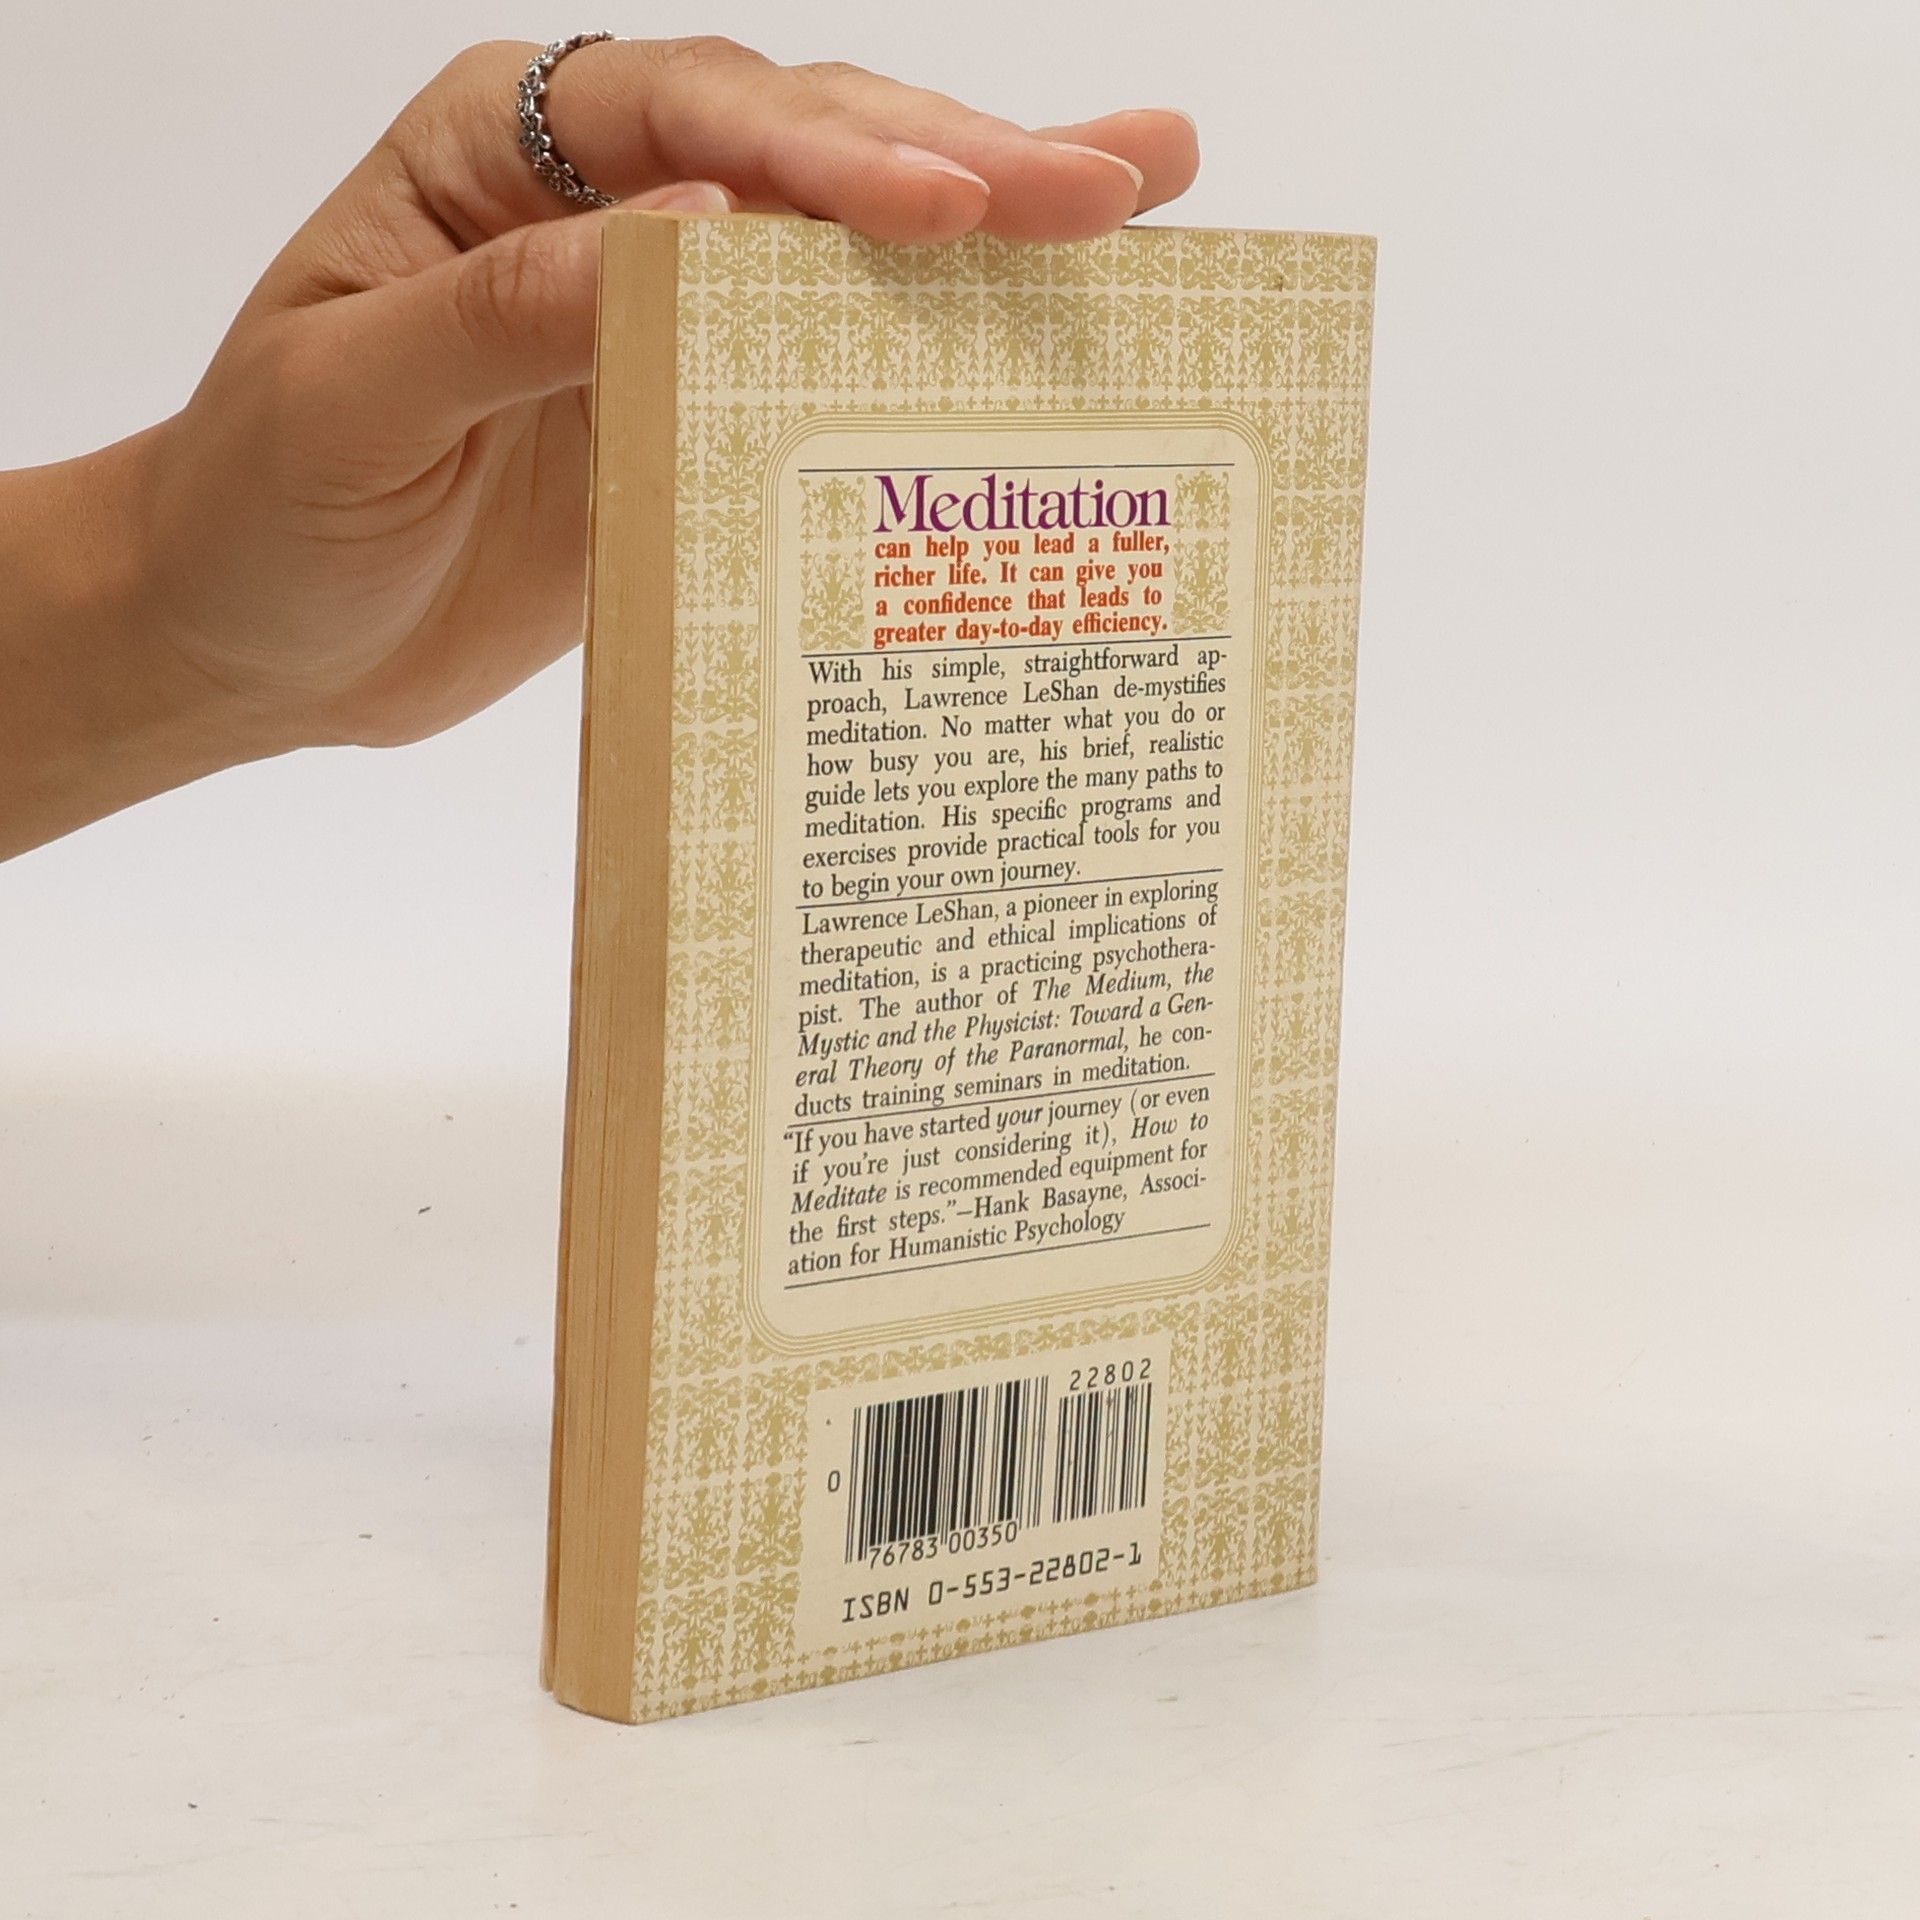 Meditation
can help you lead a fuller,
richer life. It can give you
a confidence that leads to
greater day-to-day efficiency.
With his simple, straightforward ap-
proach, Lawrence LeShan de-mystifies
meditation. No matter what you do or
how busy you are, his brief, realistic
guide lets you explore the many paths to
meditation. His specific programs and
exercises provide practical tools for you
to begin your own journey.
Lawrence LeShan, a pioneer in exploring
therapeutic and ethical implications of
meditation, is a practicing psychothera-
pist. The author of The Medium, the
Mystic and the Physicist: Toward a Gen-
eral Theory of the Paranormal, he con-
ducts training seminars in meditation.
“If you have started your journey (or even
if you’re just considering it), How to
Meditate is recommended equipment for
the first steps.”—Hank Basayne, Associ-
ation for Humanistic Psychology
22802
0 76783 00350
ISBN 0-553-22802-1